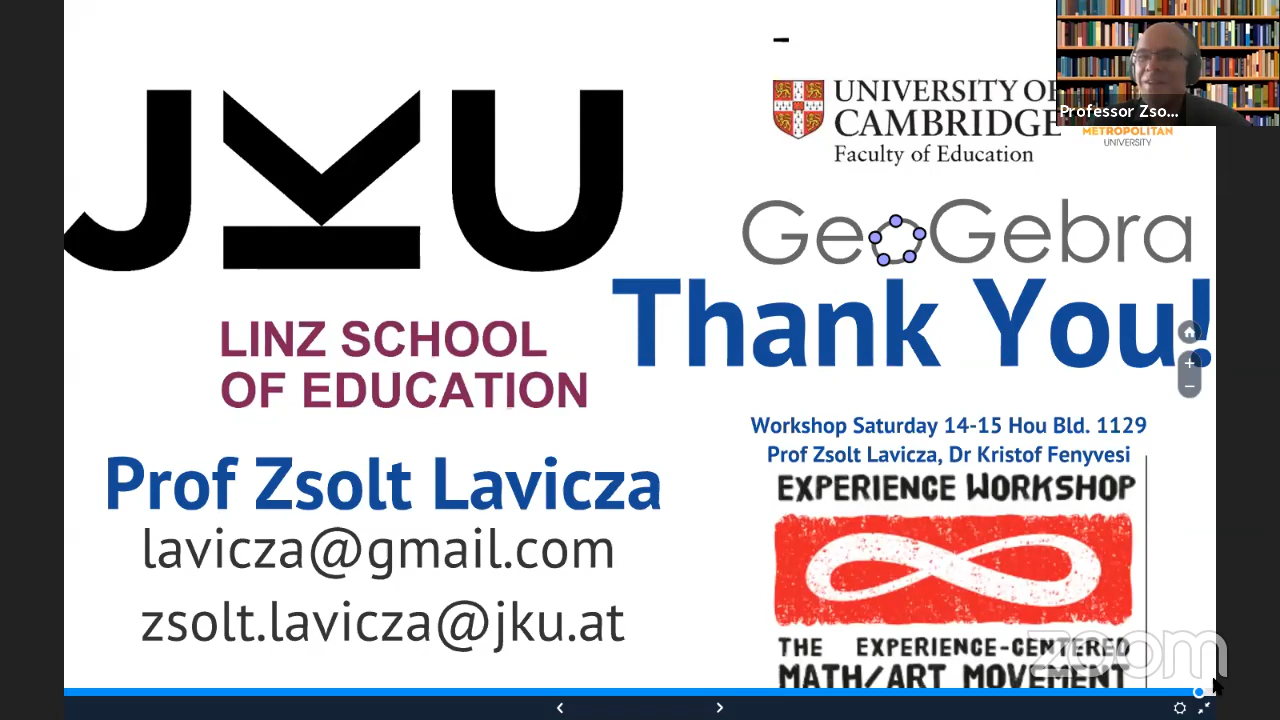 JKU
LINZ SCHOOL
OF EDUCATION
Prof Zsolt Lavicza
lavicza@gmail.com
zsolt.lavicza@jku.at
UNIVERSITY OF
CAMBRIDGE
Faculty of Education
Professor Zso...
METROPOLITAN
UNIVERSITY
GeoGebra
Thank You!
Workshop Saturday 14-15 Hou Bld. 1129
Prof Zsolt Lavicza, Dr Kristof Fenyvesi
EXPERIENCE WORKSHOP
THE EXPERIENCE-CENTERED
MATH/ART MOVEMENT
zoom